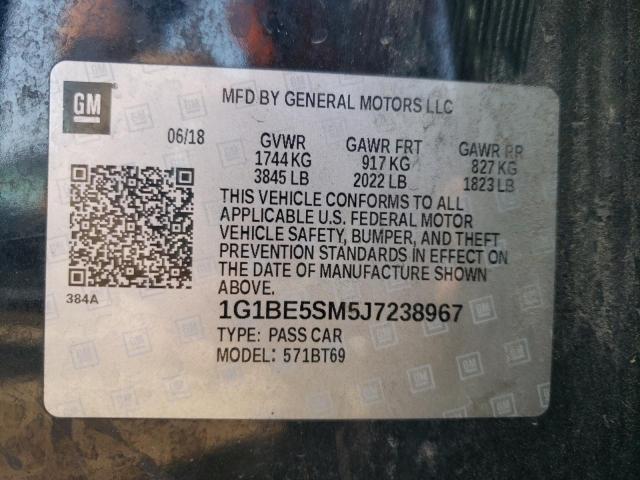 GM
MFD BY GENERAL MOTORS LLC
06/18 GVWR GAWR FRT GAWR RR
1744 KG 917 KG 827 KG
3845 LB 2022 LB 1823 LB
THIS VEHICLE CONFORMS TO ALL
APPLICABLE U.S. FEDERAL MOTOR
VEHICLE SAFETY, BUMPER, AND THEFT
PREVENTION STANDARDS IN EFFECT ON
THE DATE OF MANUFACTURE SHOWN
ABOVE.
384A
1G1BE5SM5J7238967
TYPE: PASS CAR
MODEL: 571BT69